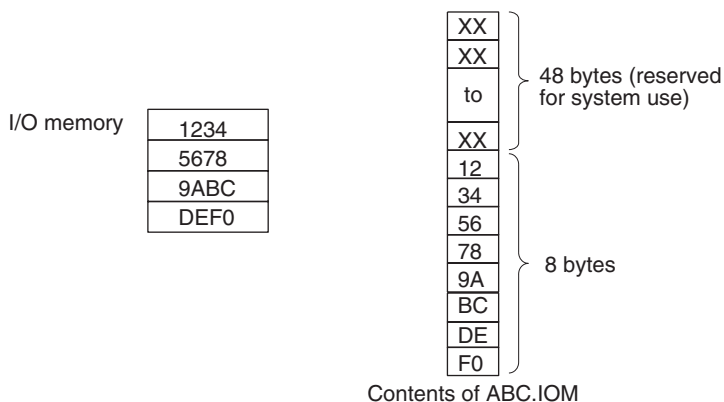 I/O memory
1234
5678
9ABC
DEF0
XX
XX
to
XX
48 bytes (reserved
for system use)
12
34
56
78
9A
BC
DE
F0
8 bytes
Contents of ABC.IOM